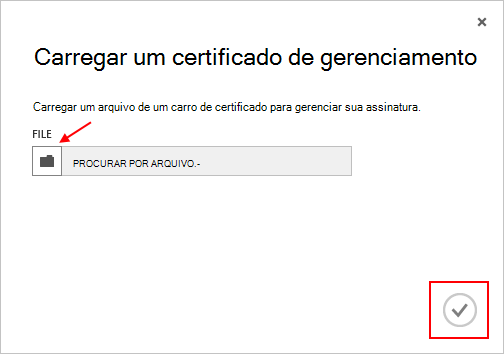 Carregar um certificado de gerenciamento
Carregar um arquivo de um carro de certificado para gerenciar sua assinatura.
FILE
PROCURAR POR ARQUIVO.-